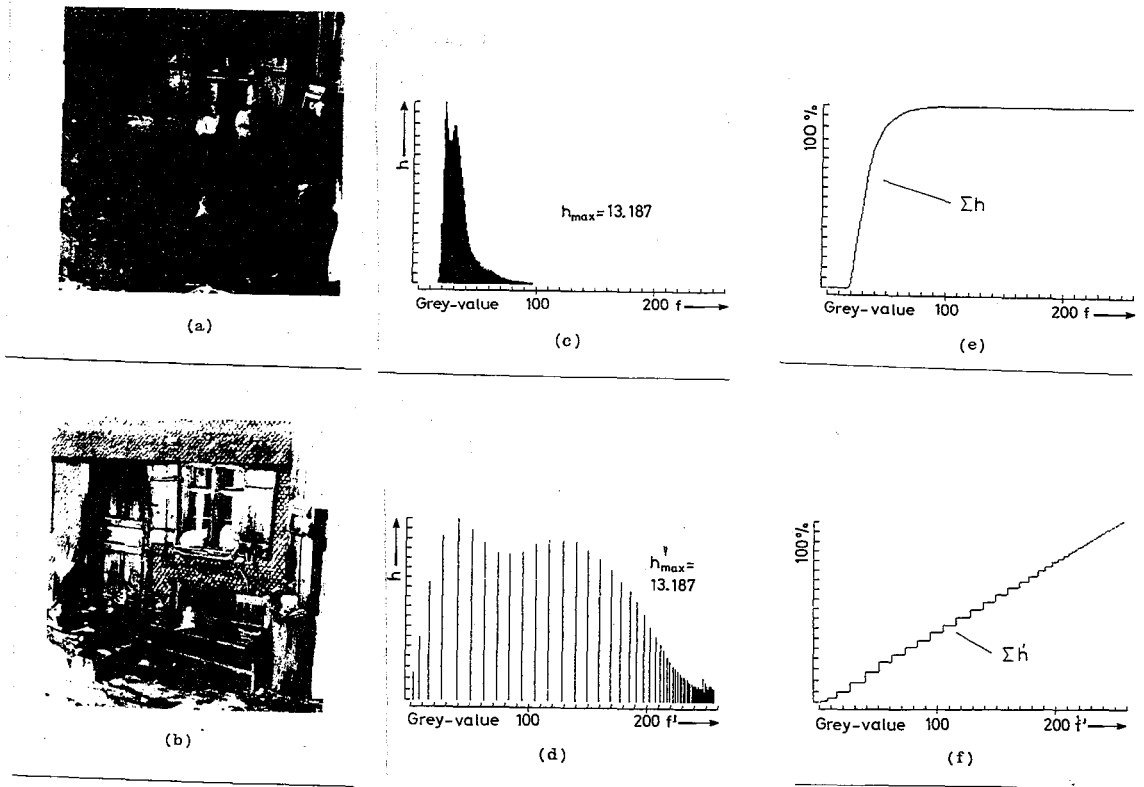 h
h_max = 13.187
Grey-value 100 200 f
(a)
(c)
100 %
Σh
Grey-value 100 200 f
(e)
h
h'_max =
13.187
Grey-value 100 200 f'
(b)
(d)
100%
Σh'
Grey-value 100 200 f'
(f)